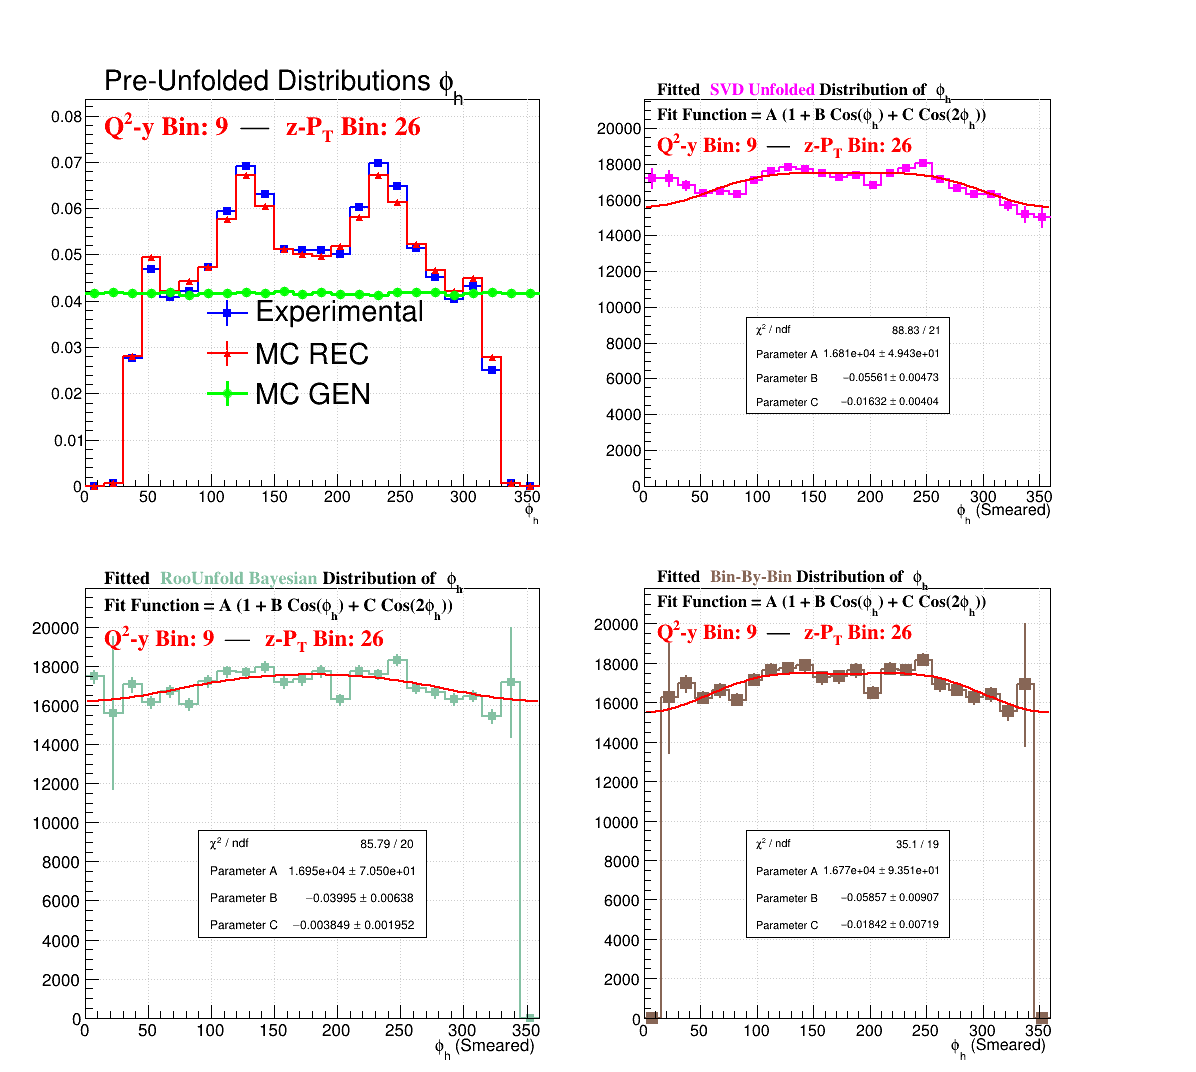 Pre-Unfolded Distributions ϕh
Q²-y Bin: 9 — z-PT Bin: 26
0.08
0.07
0.06
0.05
0.04
0.03
0.02
0.01
0
Experimental
MC REC
MC GEN
0 50 100 150 200 250 300 350
ϕh
Fitted SVD Unfolded Distribution of ϕh
Fit Function = A (1 + B Cos(ϕh) + C Cos(2ϕh))
Q²-y Bin: 9 — z-PT Bin: 26
20000
18000
16000
14000
12000
10000
8000
6000
4000
2000
0
χ² / ndf 88.83 / 21
Parameter A 1.681e+04 ± 4.943e+01
Parameter B −0.05561 ± 0.00473
Parameter C −0.01632 ± 0.00404
0 50 100 150 200 250 300 350
ϕh (Smeared)
Fitted RooUnfold Bayesian Distribution of ϕh
Fit Function = A (1 + B Cos(ϕh) + C Cos(2ϕh))
Q²-y Bin: 9 — z-PT Bin: 26
20000
18000
16000
14000
12000
10000
8000
6000
4000
2000
0
χ² / ndf 85.79 / 20
Parameter A 1.695e+04 ± 7.050e+01
Parameter B −0.03995 ± 0.00638
Parameter C −0.003849 ± 0.001952
0 50 100 150 200 250 300 350
ϕh (Smeared)
Fitted Bin-By-Bin Distribution of ϕh
Fit Function = A (1 + B Cos(ϕh) + C Cos(2ϕh))
Q²-y Bin: 9 — z-PT Bin: 26
20000
18000
16000
14000
12000
10000
8000
6000
4000
2000
0
χ² / ndf 35.1 / 19
Parameter A 1.677e+04 ± 9.351e+01
Parameter B −0.05857 ± 0.00907
Parameter C −0.01842 ± 0.00719
0 50 100 150 200 250 300 350
ϕh (Smeared)